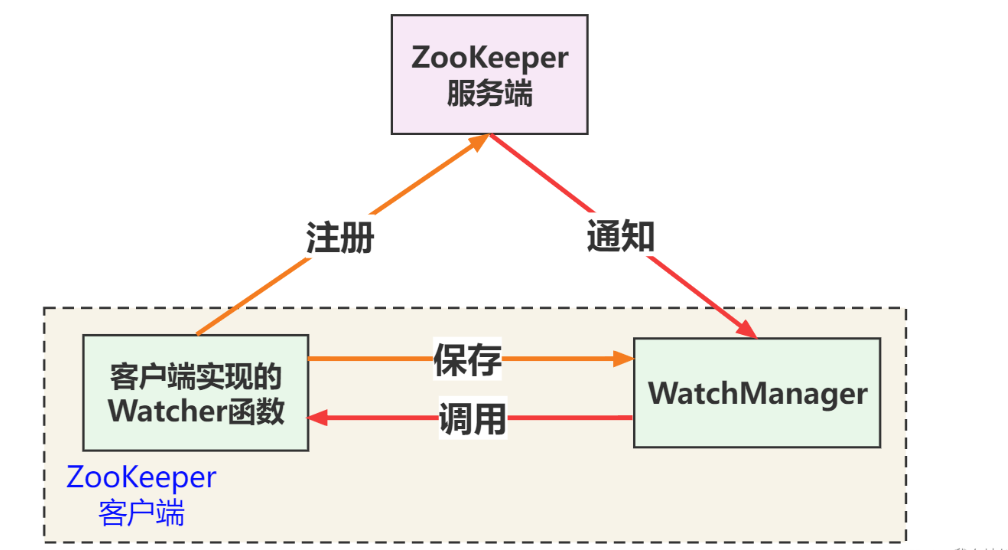 ZooKeeper
服务端
注册
通知
客户端实现的
Watcher函数
保存
调用
WatchManager
ZooKeeper
客户端